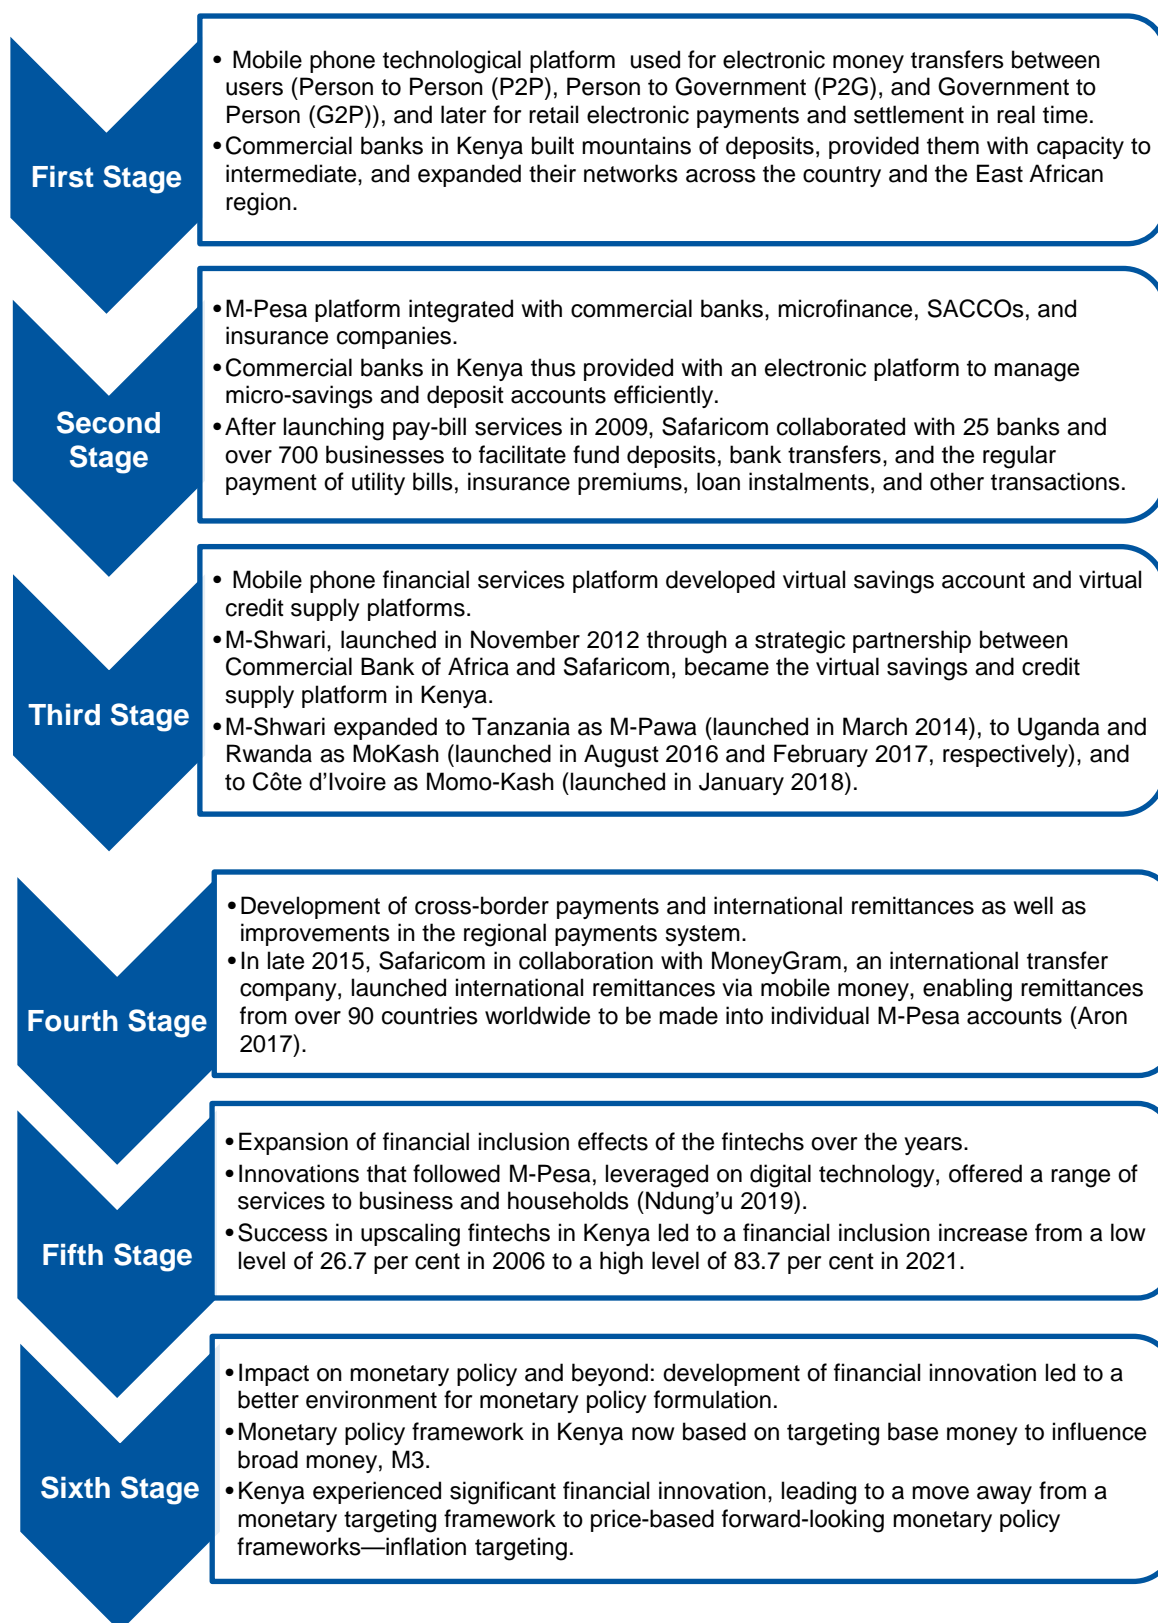 First Stage
• Mobile phone technological platform used for electronic money transfers between
users (Person to Person (P2P), Person to Government (P2G), and Government to
Person (G2P)), and later for retail electronic payments and settlement in real time.
•Commercial banks in Kenya built mountains of deposits, provided them with capacity to
intermediate, and expanded their networks across the country and the East African
region.
Second
Stage
•M-Pesa platform integrated with commercial banks, microfinance, SACCOs, and
insurance companies.
•Commercial banks in Kenya thus provided with an electronic platform to manage
micro-savings and deposit accounts efficiently.
•After launching pay-bill services in 2009, Safaricom collaborated with 25 banks and
over 700 businesses to facilitate fund deposits, bank transfers, and the regular
payment of utility bills, insurance premiums, loan instalments, and other transactions.
Third Stage
• Mobile phone financial services platform developed virtual savings account and virtual
credit supply platforms.
•M-Shwari, launched in November 2012 through a strategic partnership between
Commercial Bank of Africa and Safaricom, became the virtual savings and credit
supply platform in Kenya.
•M-Shwari expanded to Tanzania as M-Pawa (launched in March 2014), to Uganda and
Rwanda as MoKash (launched in August 2016 and February 2017, respectively), and
to Côte d’Ivoire as Momo-Kash (launched in January 2018).
Fourth Stage
•Development of cross-border payments and international remittances as well as
improvements in the regional payments system.
•In late 2015, Safaricom in collaboration with MoneyGram, an international transfer
company, launched international remittances via mobile money, enabling remittances
from over 90 countries worldwide to be made into individual M-Pesa accounts (Aron
2017).
Fifth Stage
•Expansion of financial inclusion effects of the fintechs over the years.
•Innovations that followed M-Pesa, leveraged on digital technology, offered a range of
services to business and households (Ndung’u 2019).
•Success in upscaling fintechs in Kenya led to a financial inclusion increase from a low
level of 26.7 per cent in 2006 to a high level of 83.7 per cent in 2021.
Sixth Stage
•Impact on monetary policy and beyond: development of financial innovation led to a
better environment for monetary policy formulation.
•Monetary policy framework in Kenya now based on targeting base money to influence
broad money, M3.
•Kenya experienced significant financial innovation, leading to a move away from a
monetary targeting framework to price-based forward-looking monetary policy
frameworks—inflation targeting.